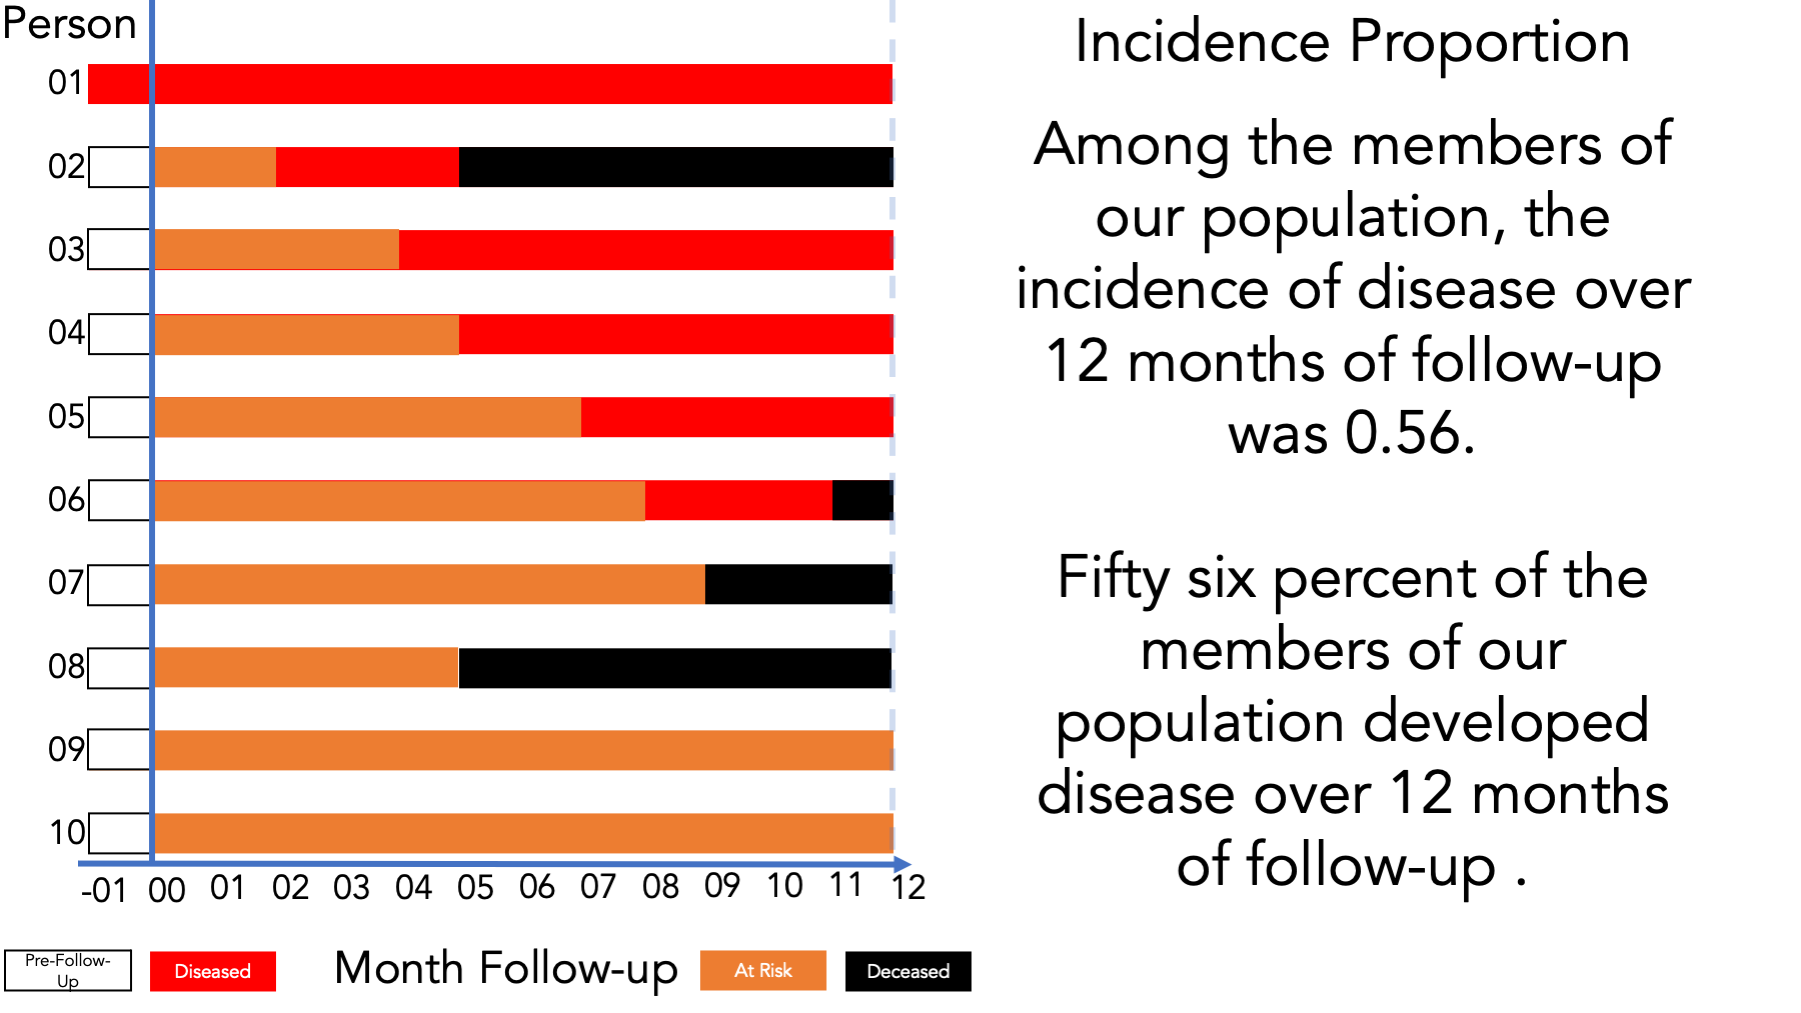 Person
01
02
03
04
05
06
07
08
09
10
-01 00 01 02 03 04 05 06 07 08 09 10 11 12
Pre-Follow-
Up
Diseased
Month Follow-up
At Risk
Deceased
Incidence Proportion
Among the members of
our population, the
incidence of disease over
12 months of follow-up
was 0.56.
Fifty six percent of the
members of our
population developed
disease over 12 months
of follow-up .